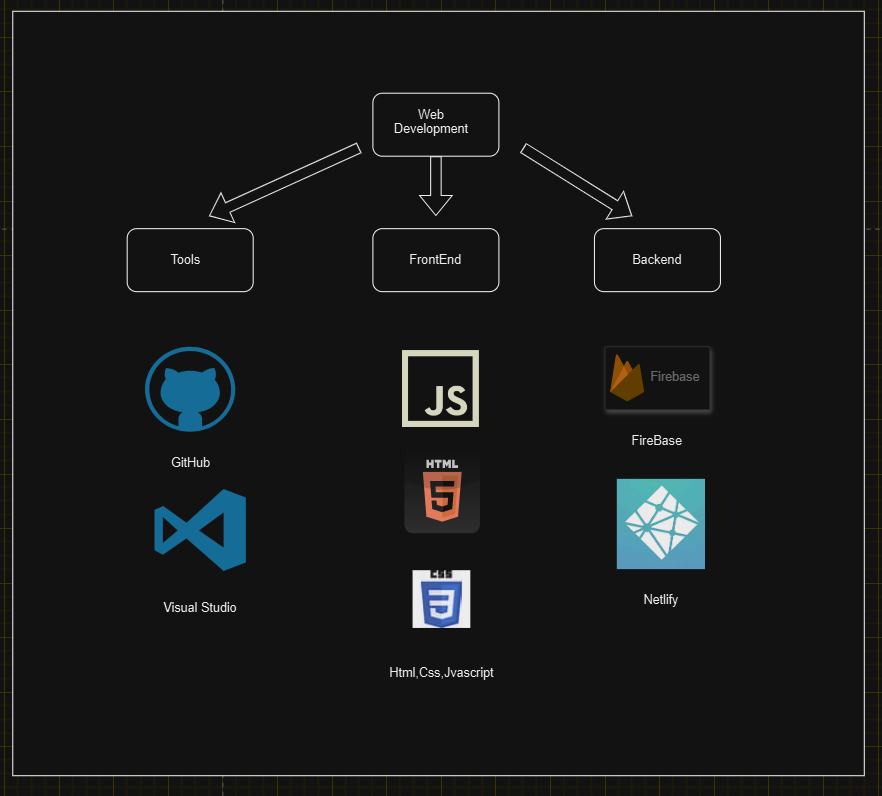 Web
Development
Tools
FrontEnd
Backend
JS
Firebase
GitHub
FireBase
HTML
5
CSS
3
Visual Studio
Netlify
Html,Css,Jvascript